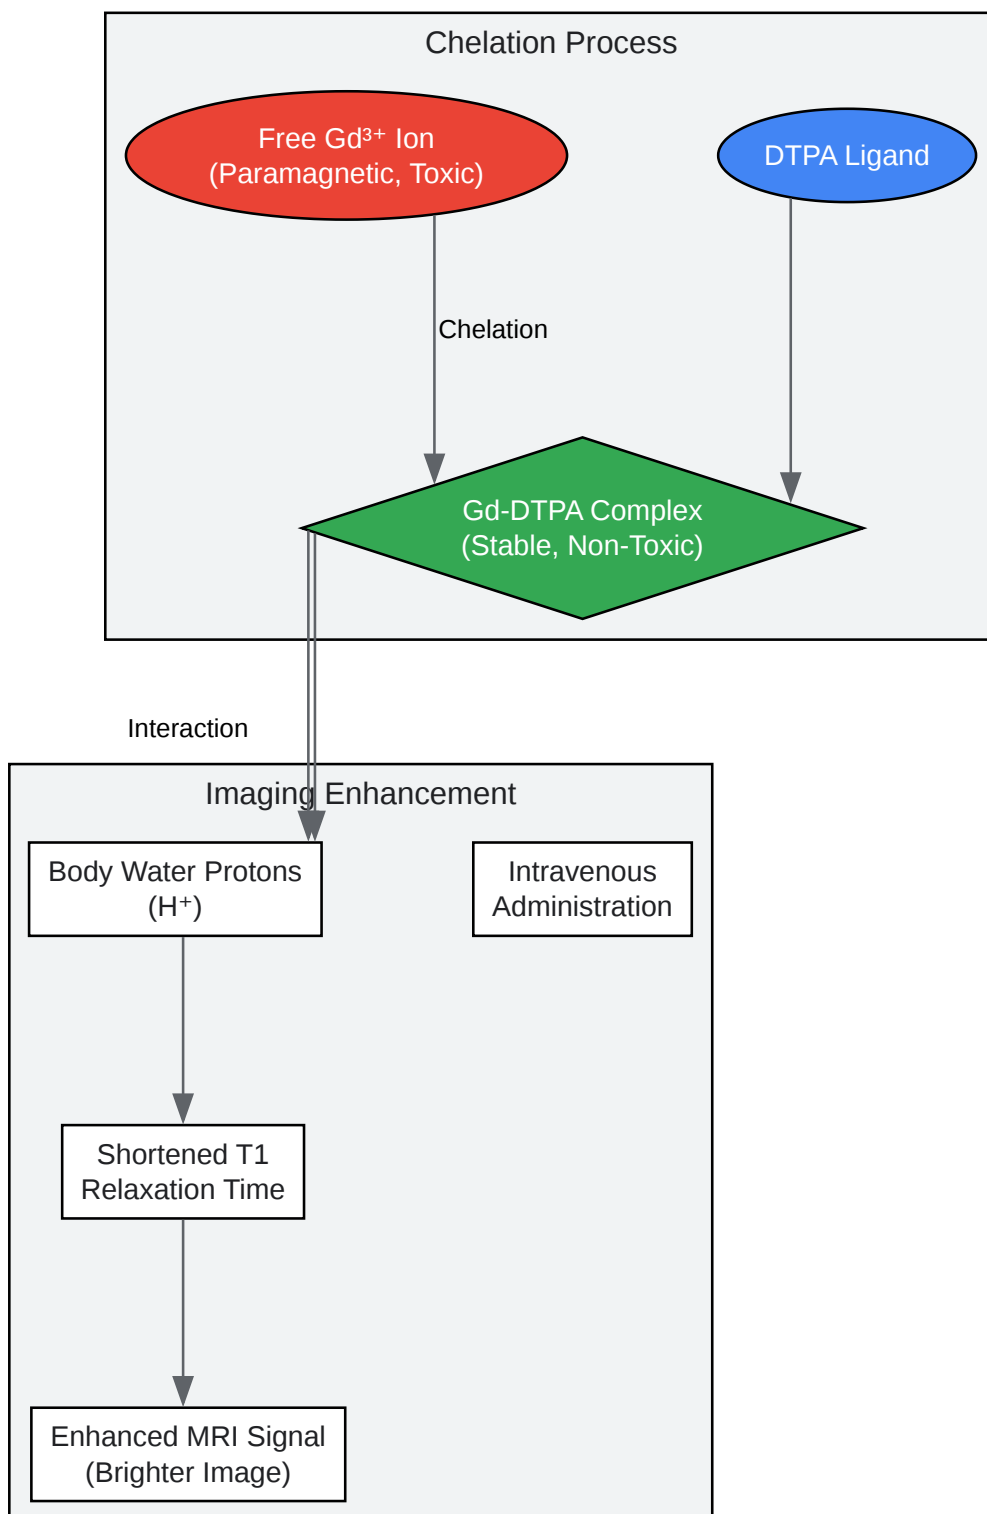 Chelation Process
Free Gd³⁺ Ion
(Paramagnetic, Toxic)
DTPA Ligand
Chelation
Gd-DTPA Complex
(Stable, Non-Toxic)
Interaction
Imaging Enhancement
Body Water Protons
(H⁺)
Intravenous
Administration
Shortened T1
Relaxation Time
Enhanced MRI Signal
(Brighter Image)